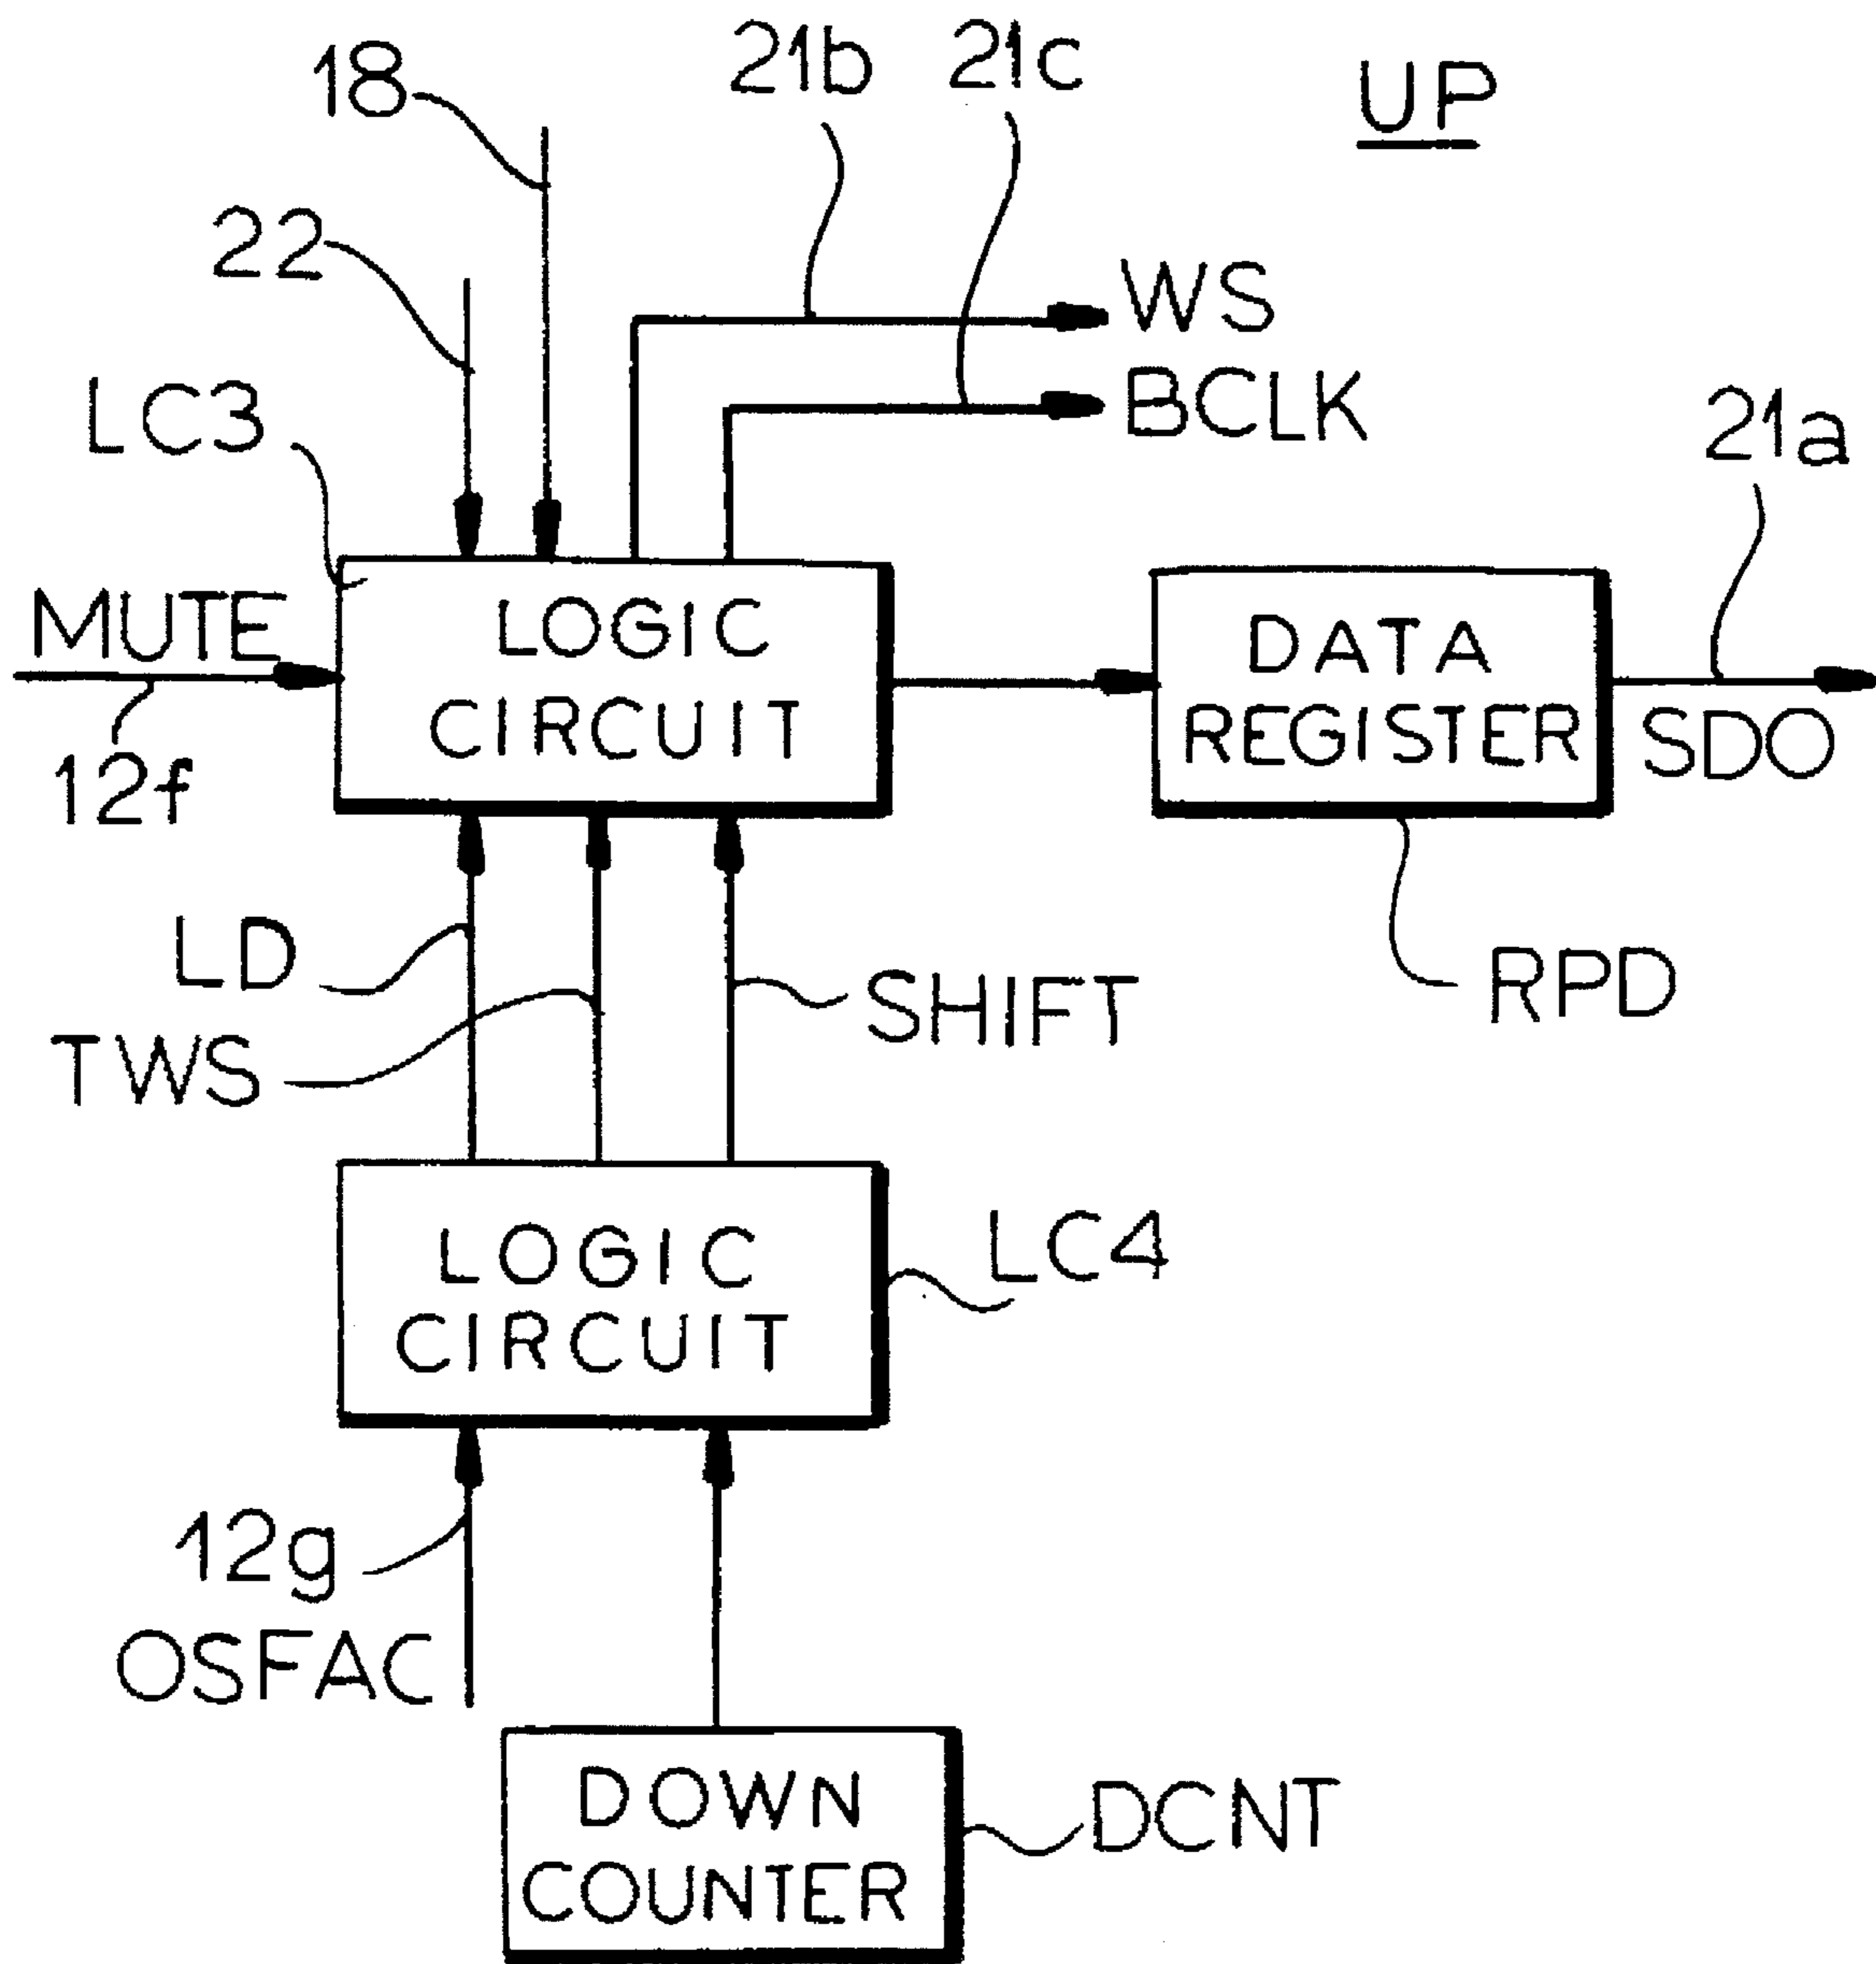 18
21b
21c
UP
22
WS
LC3
BCLK
21a
MUTE
LOGIC
CIRCUIT
DATA
REGISTER
12f
SDO
LD
SHIFT
RPD
TWS
LOGIC
CIRCUIT
LC4
12g
OSFAC
DOWN
COUNTER
DCNT